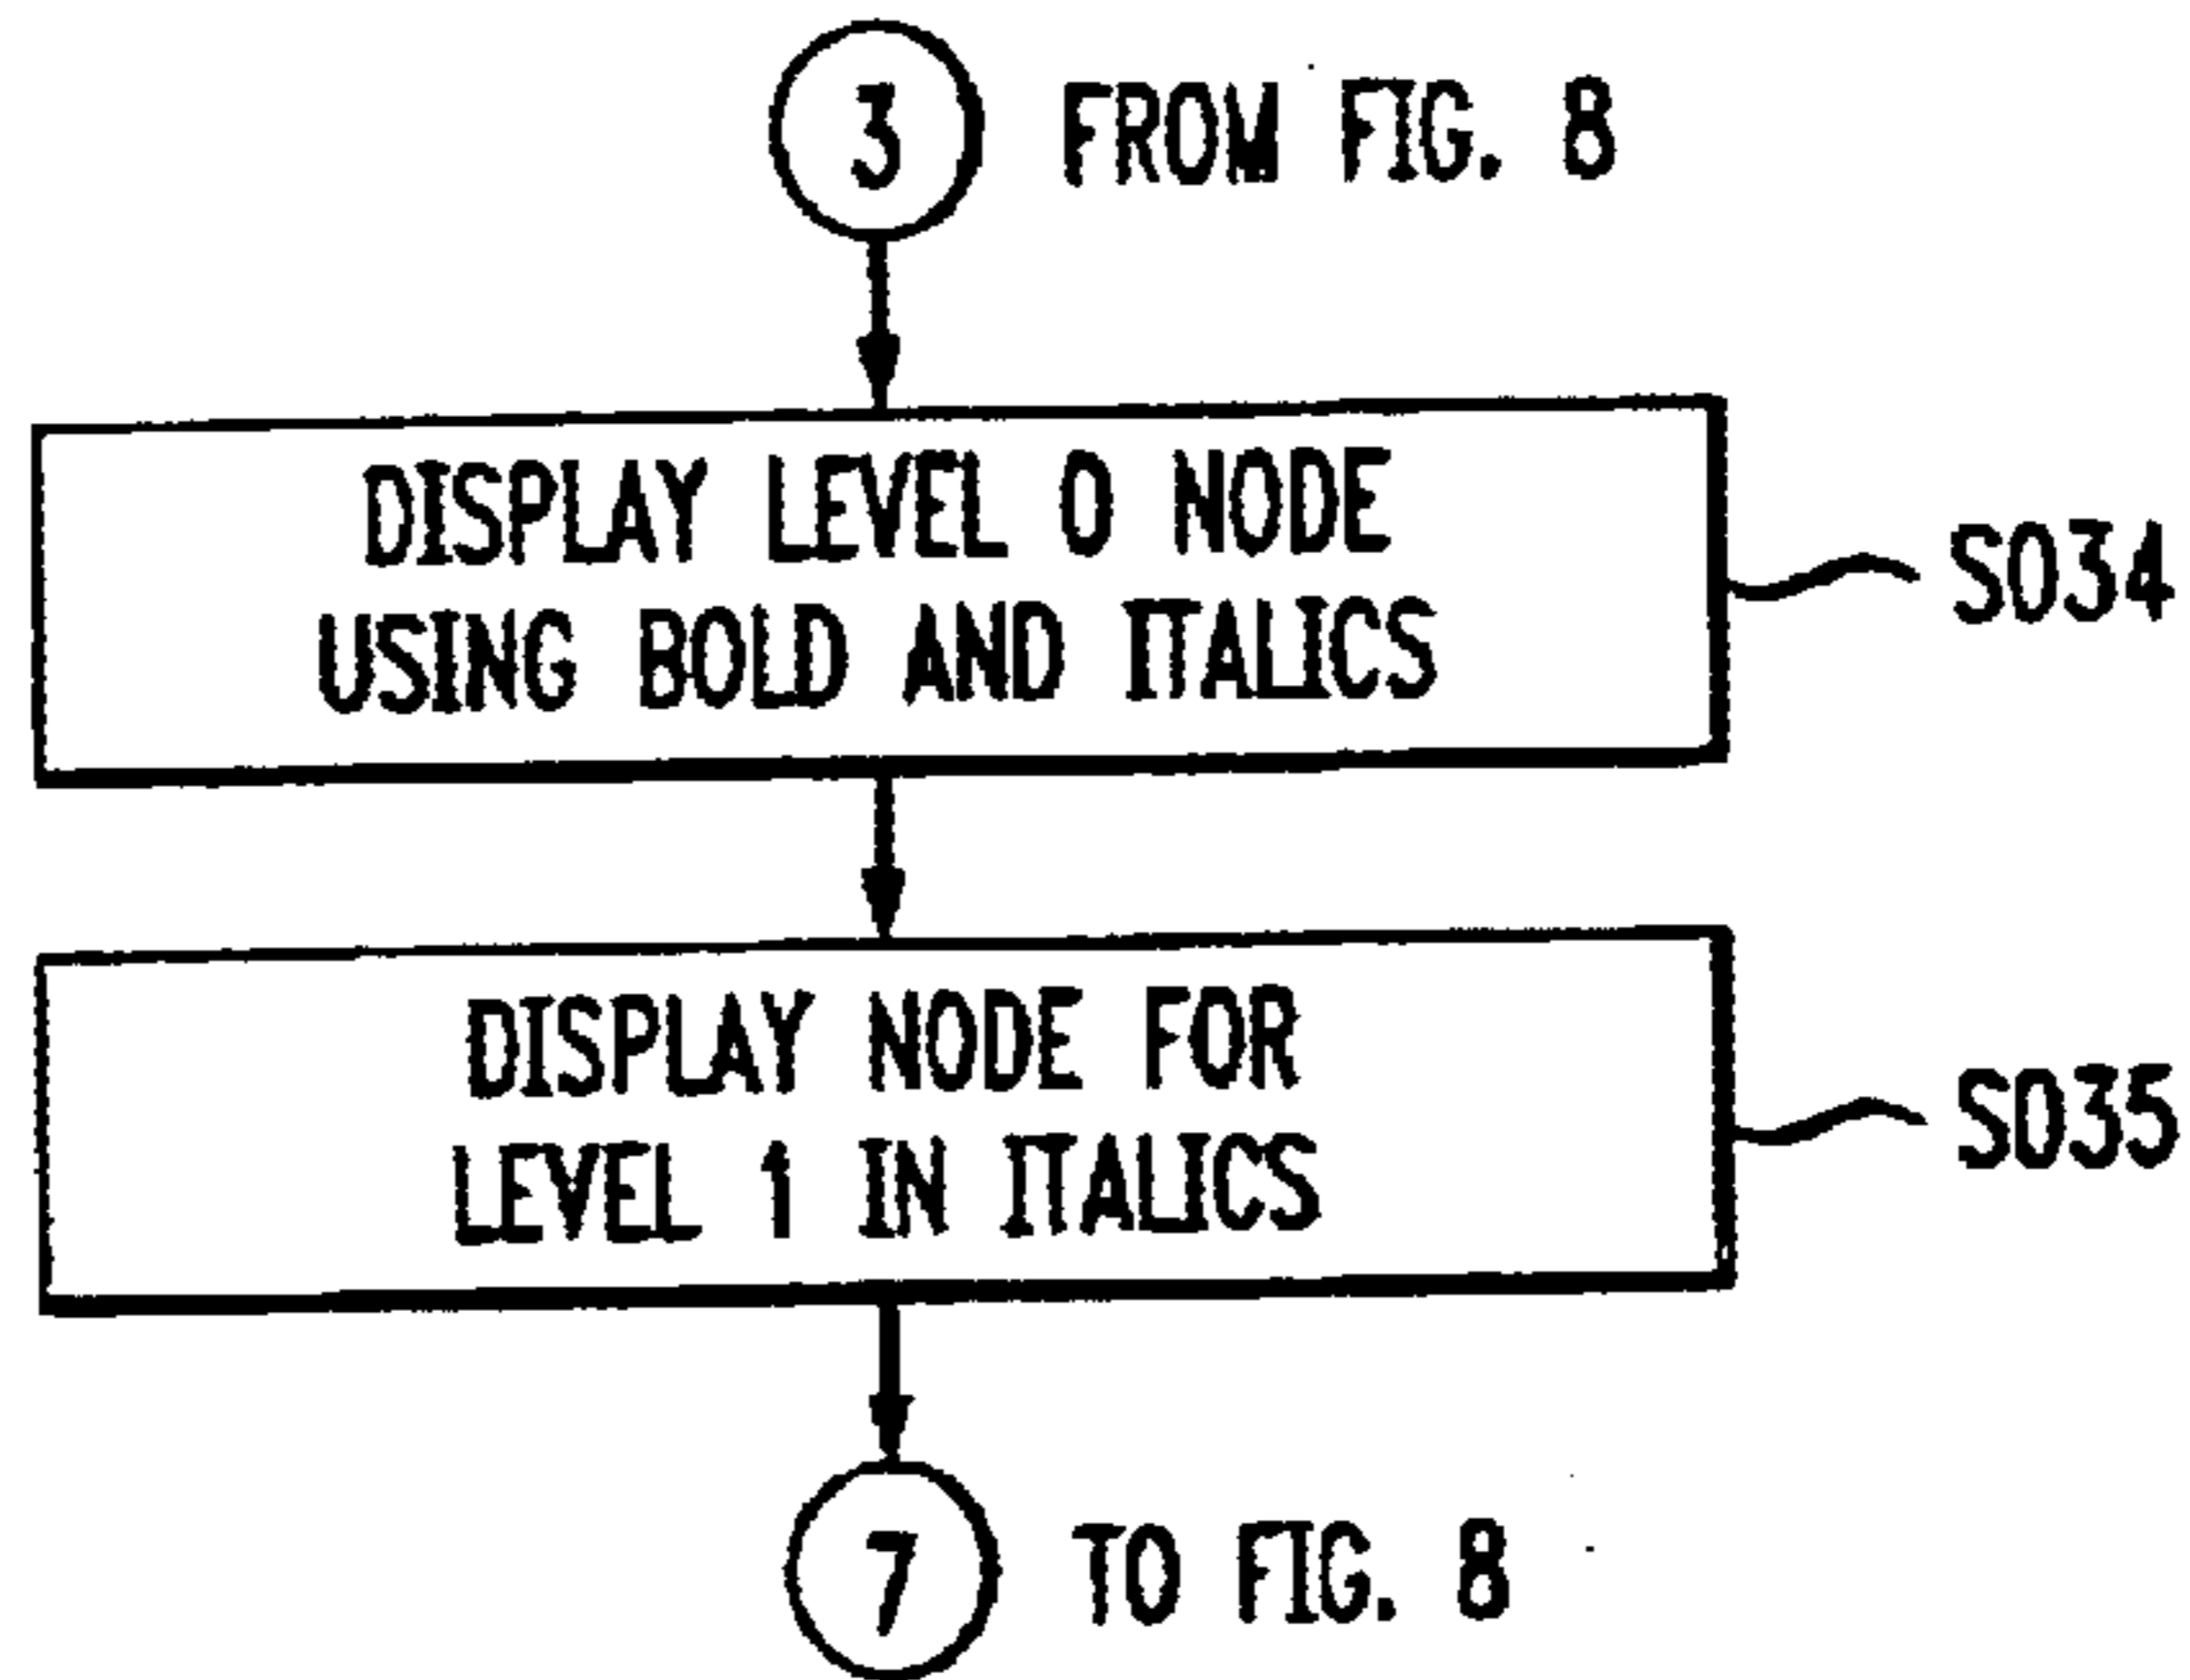 3 FROM FIG. 8
DISPLAY LEVEL 0 NODE
USING BOLD AND ITALICS
S034
DISPLAY NODE FOR
LEVEL 1 IN ITALICS
S035
7 TO FIG. 8